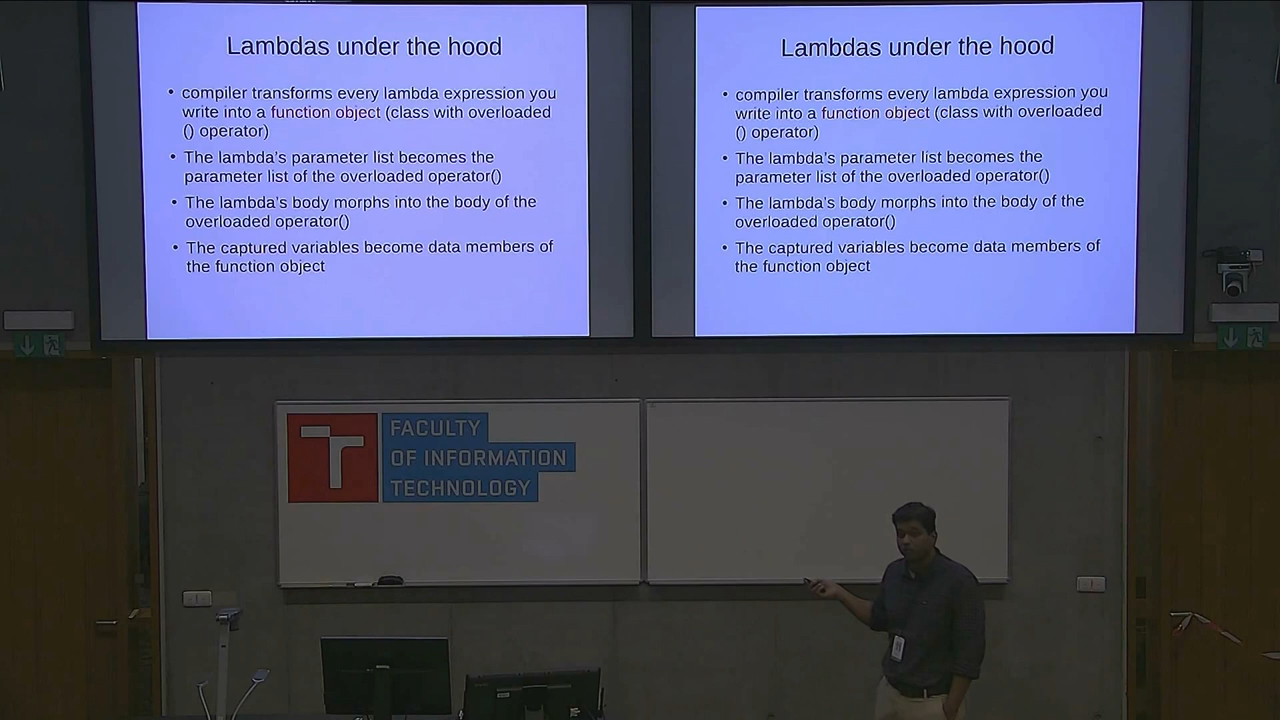 Lambdas under the hood
• compiler transforms every lambda expression you
write into a function object (class with overloaded
() operator)
• The lambda's parameter list becomes the
parameter list of the overloaded operator()
• The lambda's body morphs into the body of the
overloaded operator()
• The captured variables become data members of
the function object
Lambdas under the hood
• compiler transforms every lambda expression you
write into a function object (class with overloaded
() operator)
• The lambda's parameter list becomes the
parameter list of the overloaded operator()
• The lambda's body morphs into the body of the
overloaded operator()
• The captured variables become data members of
the function object
FACULTY
OF INFORMATION
TECHNOLOGY